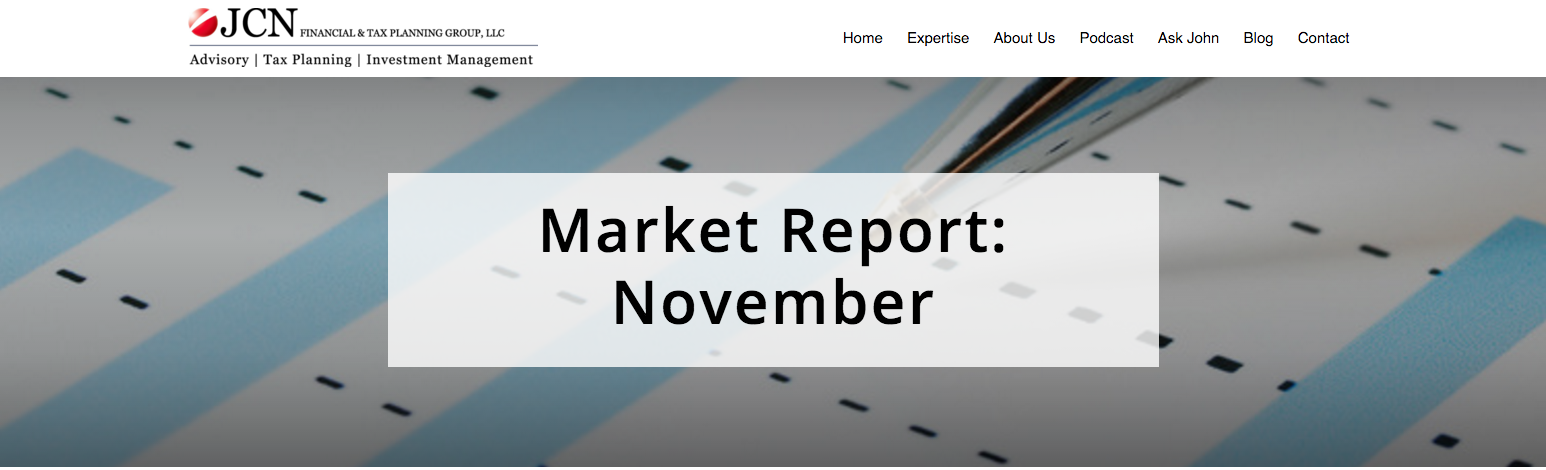 JCN FINANCIAL & TAX PLANNING GROUP, LLC
Advisory | Tax Planning | Investment Management
Home Expertise About Us Podcast Ask John Blog Contact
Market Report:
November